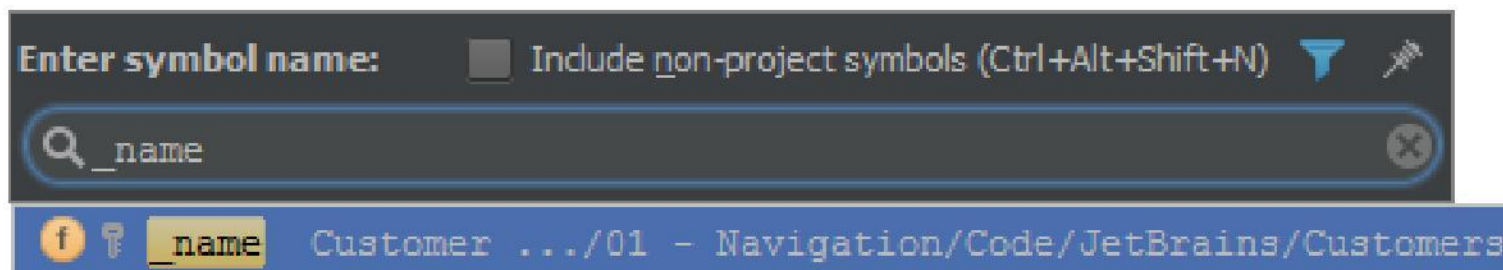 Enter symbol name: Include non-project symbols (Ctrl+Alt+Shift+N)
_name
f _name Customer .../01 - Navigation/Code/JetBrains/Customers